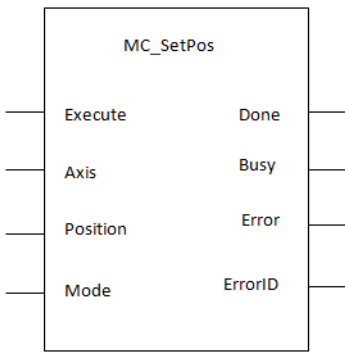 MC_SetPos
Execute Done
Axis Busy
Position Error
Mode ErrorID